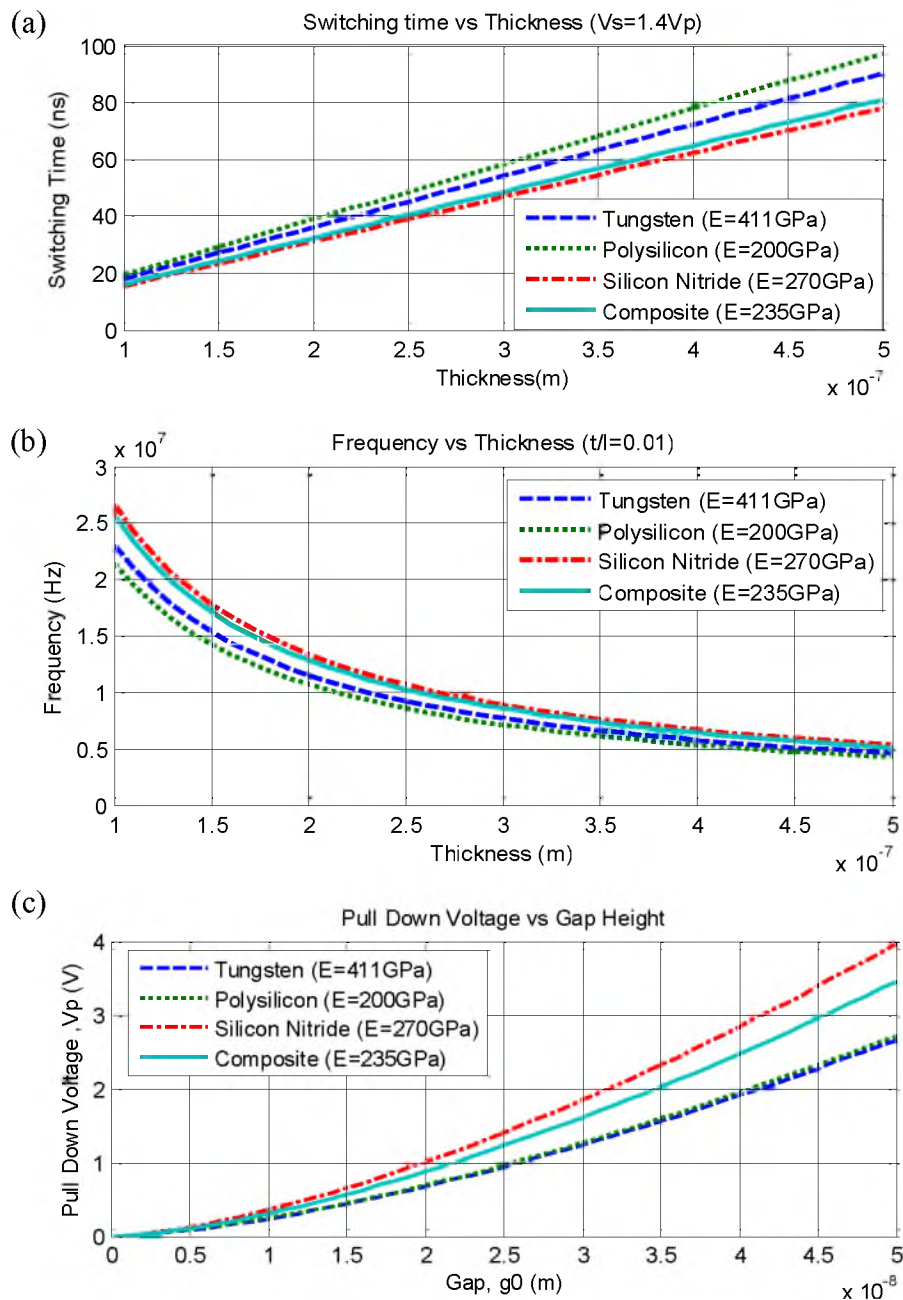 (a)
Switching time vs Thickness (Vs=1.4Vp)
Switching Time (ns)
100
80
60
40
20
0
Tungsten (E=411GPa)
Polysilicon (E=200GPa)
Silicon Nitride (E=270GPa)
Composite (E=235GPa)
1 1.5 2 2.5 3 3.5 4 4.5 5
Thickness(m)
x 10⁻⁷
(b)
x 10⁷
Frequency vs Thickness (t/l=0.01)
Frequency (Hz)
3
2.5
2
1.5
1
0.5
0
Tungsten (E=411GPa)
Polysilicon (E=200GPa)
Silicon Nitride (E=270GPa)
Composite (E=235GPa)
1 1.5 2 2.5 3 3.5 4 4.5 5
Thickness (m)
x 10⁻⁷
(c)
Pull Down Voltage vs Gap Height
Pull Down Voltage ,Vp (V)
4
3
2
1
0
Tungsten (E=411GPa)
Polysilicon (E=200GPa)
Silicon Nitride (E=270GPa)
Composite (E=235GPa)
0 0.5 1 1.5 2 2.5 3 3.5 4 4.5 5
Gap, g0 (m)
x 10⁻⁸